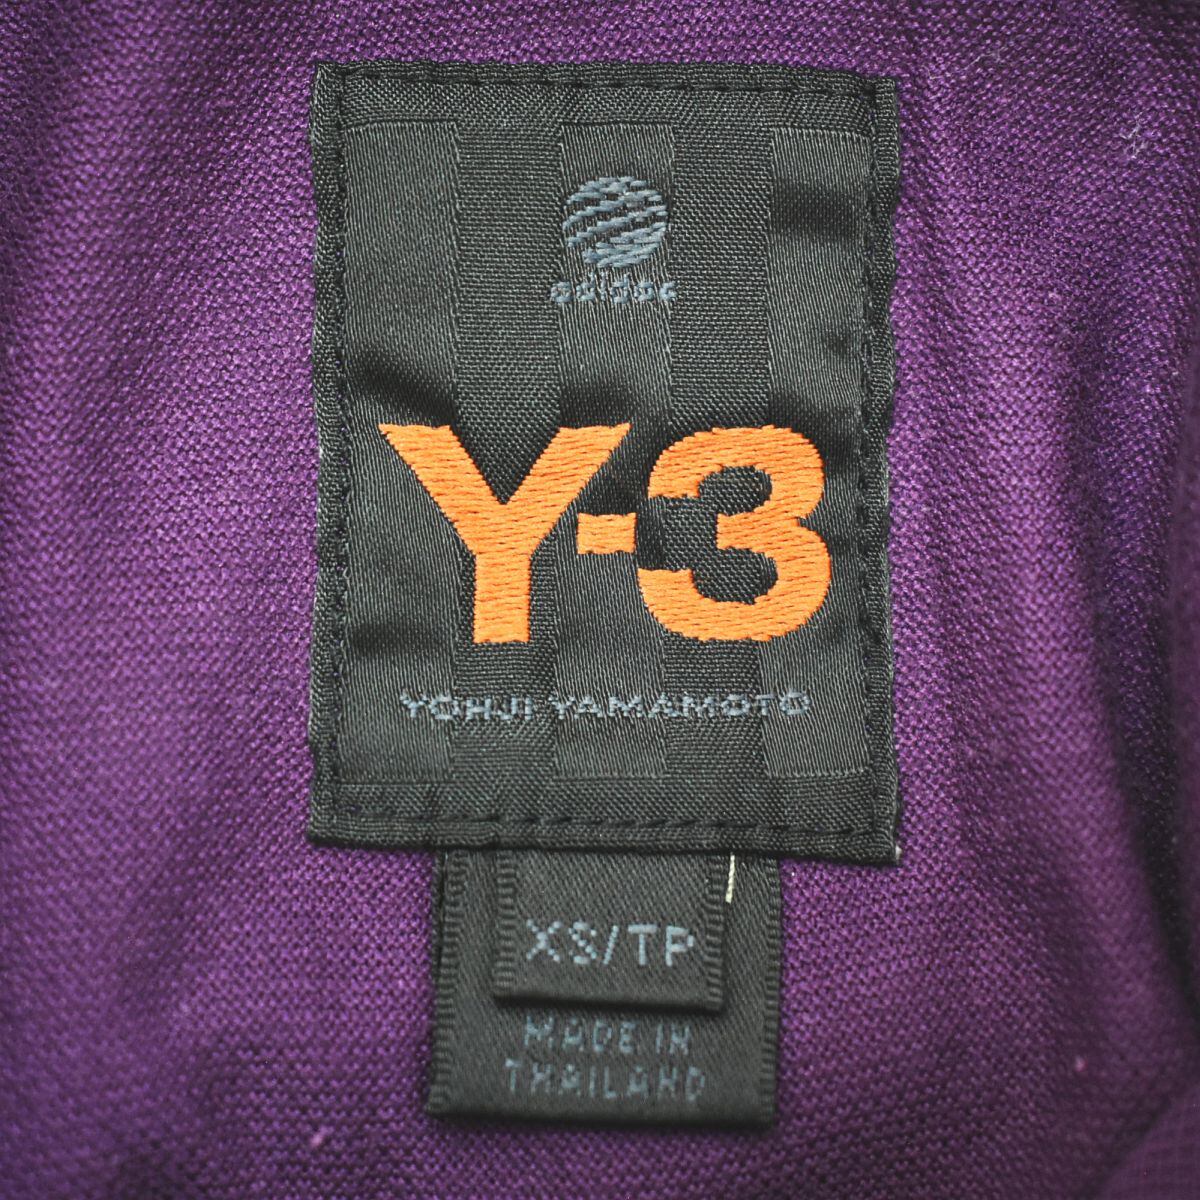 adidas
Y-3
YOHJI YAMAMOTO
XS/TP
MADE IN
THAILAND